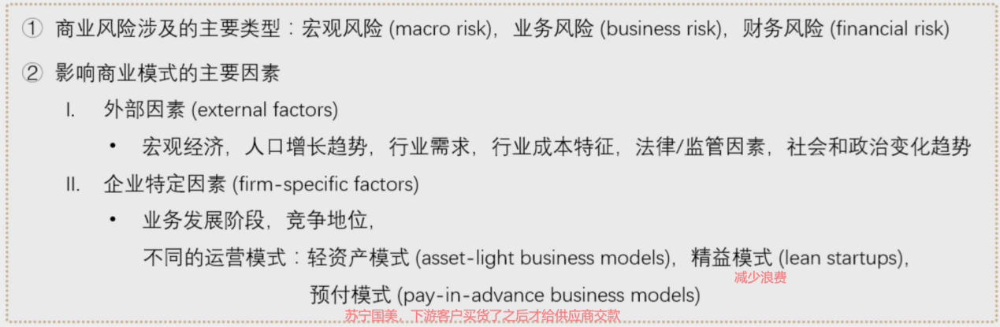 ① 商业风险涉及的主要类型：宏观风险 (macro risk)，业务风险 (business risk)，财务风险 (financial risk)
② 影响商业模式的主要因素
I. 外部因素 (external factors)
• 宏观经济，人口增长趋势，行业需求，行业成本特征，法律/监管因素，社会和政治变化趋势
II. 企业特定因素 (firm-specific factors)
• 业务发展阶段，竞争地位，
不同的运营模式：轻资产模式 (asset-light business models)，精益模式 (lean startups)，
减少浪费
预付模式 (pay-in-advance business models)
苏宁国美，下游客户买货了之后才给供应商交款